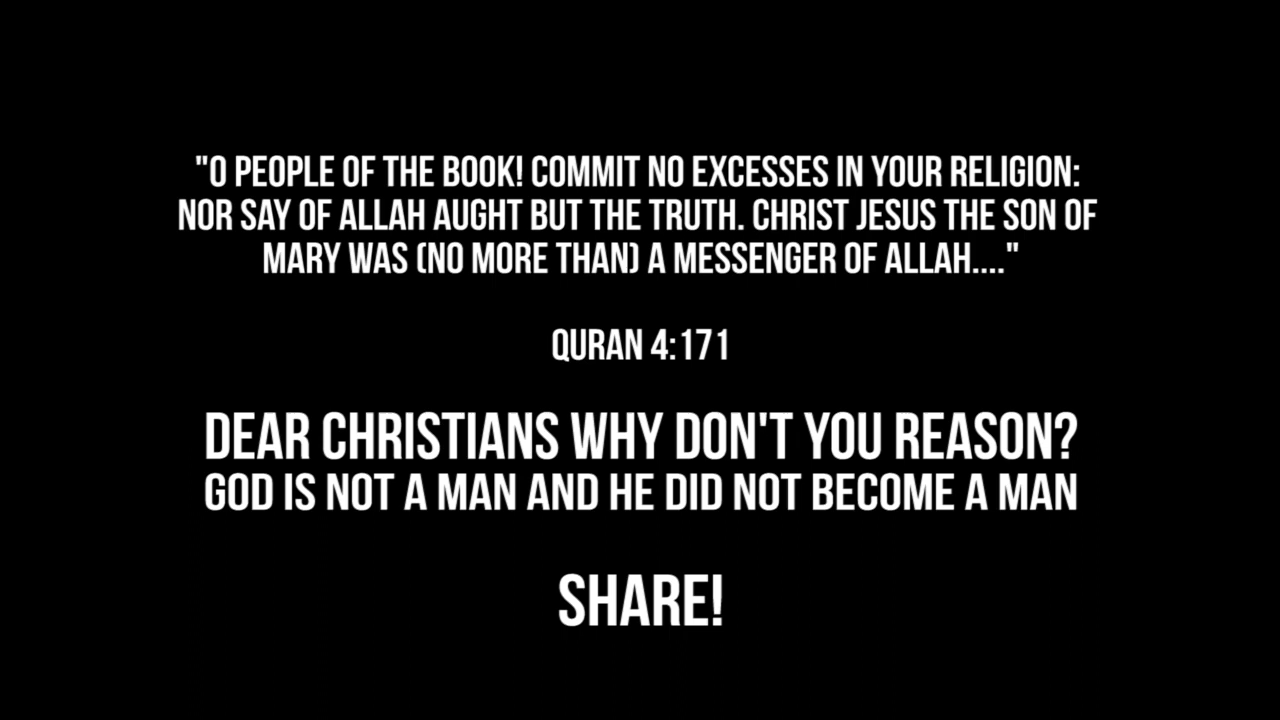 "O PEOPLE OF THE BOOK! COMMIT NO EXCESSES IN YOUR RELIGION:
NOR SAY OF ALLAH AUGHT BUT THE TRUTH. CHRIST JESUS THE SON OF
MARY WAS (NO MORE THAN) A MESSENGER OF ALLAH...."
QURAN 4:171
DEAR CHRISTIANS WHY DON'T YOU REASON?
GOD IS NOT A MAN AND HE DID NOT BECOME A MAN
SHARE!